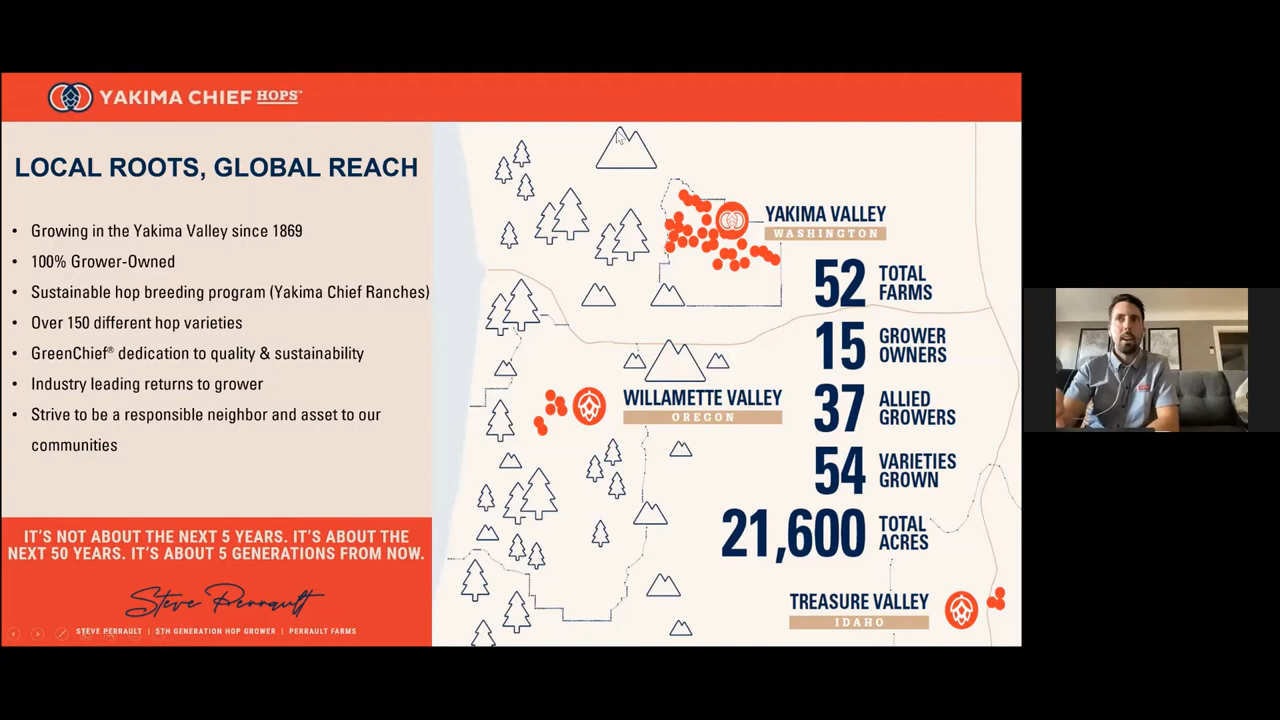 YAKIMA CHIEF HOPS™
LOCAL ROOTS, GLOBAL REACH
• Growing in the Yakima Valley since 1869
• 100% Grower-Owned
• Sustainable hop breeding program (Yakima Chief Ranches)
• Over 150 different hop varieties
• GreenChief® dedication to quality & sustainability
• Industry leading returns to grower
• Strive to be a responsible neighbor and asset to our
communities
IT'S NOT ABOUT THE NEXT 5 YEARS. IT'S ABOUT THE
NEXT 50 YEARS. IT'S ABOUT 5 GENERATIONS FROM NOW.
Steve Perrault
STEVE PERRAULT | 5TH GENERATION HOP GROWER | PERRAULT FARMS
YAKIMA VALLEY
WASHINGTON
52 TOTAL
FARMS
15 GROWER
OWNERS
37 ALLIED
GROWERS
54 VARIETIES
GROWN
21,600 TOTAL
ACRES
WILLAMETTE VALLEY
OREGON
TREASURE VALLEY
IDAHO